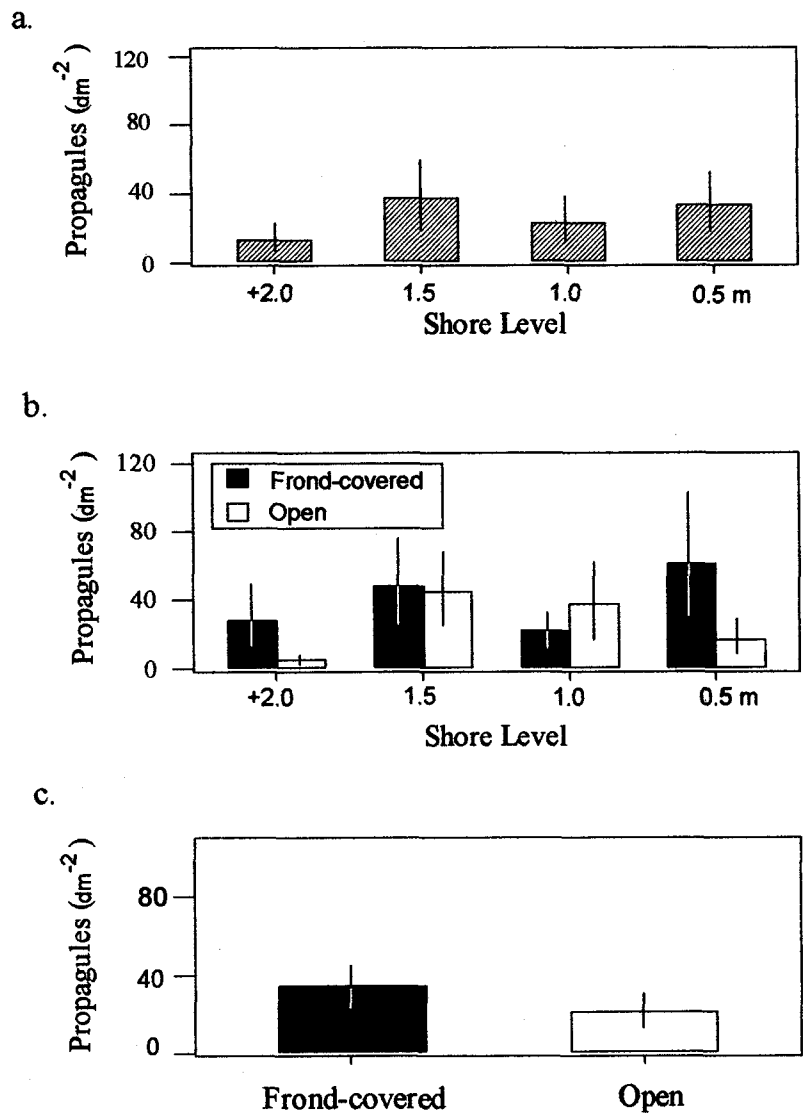 a.
Propagules (dm-2)
120
80
40
0
+2.0 1.5 1.0 0.5 m
Shore Level
b.
Propagules (dm-2)
120
80
40
0
Frond-covered
Open
+2.0 1.5 1.0 0.5 m
Shore Level
c.
Propagules (dm-2)
80
40
0
Frond-covered Open